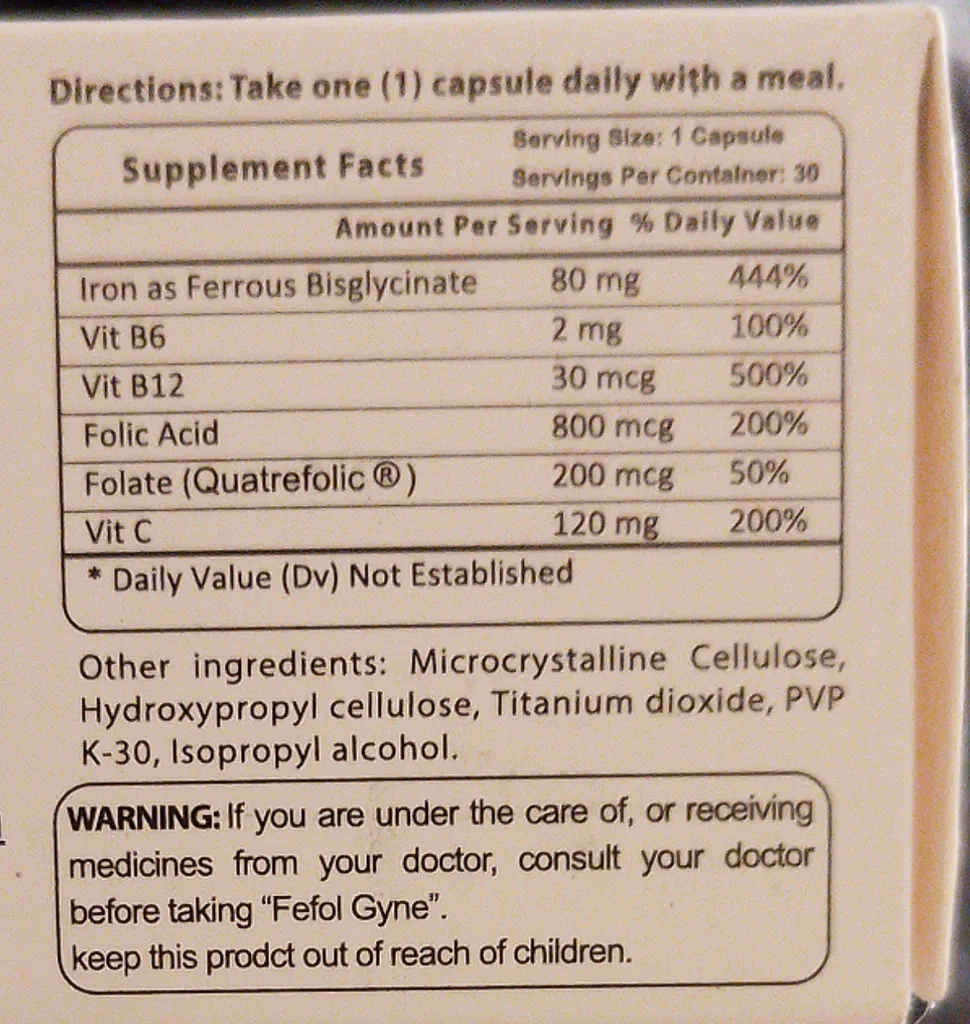 Directions: Take one (1) capsule daily with a meal.
Supplement Facts
Serving Size: 1 Capsule
Servings Per Container: 30
Amount Per Serving % Daily Value
Iron as Ferrous Bisglycinate 80 mg 444%
Vit B6 2 mg 100%
Vit B12 30 mcg 500%
Folic Acid 800 mcg 200%
Folate (Quatrefolic ®) 200 mcg 50%
Vit C 120 mg 200%
* Daily Value (Dv) Not Established
Other ingredients: Microcrystalline Cellulose,
Hydroxypropyl cellulose, Titanium dioxide, PVP
K-30, Isopropyl alcohol.
WARNING: If you are under the care of, or receiving
medicines from your doctor, consult your doctor
before taking “Fefol Gyne”.
keep this prodct out of reach of children.